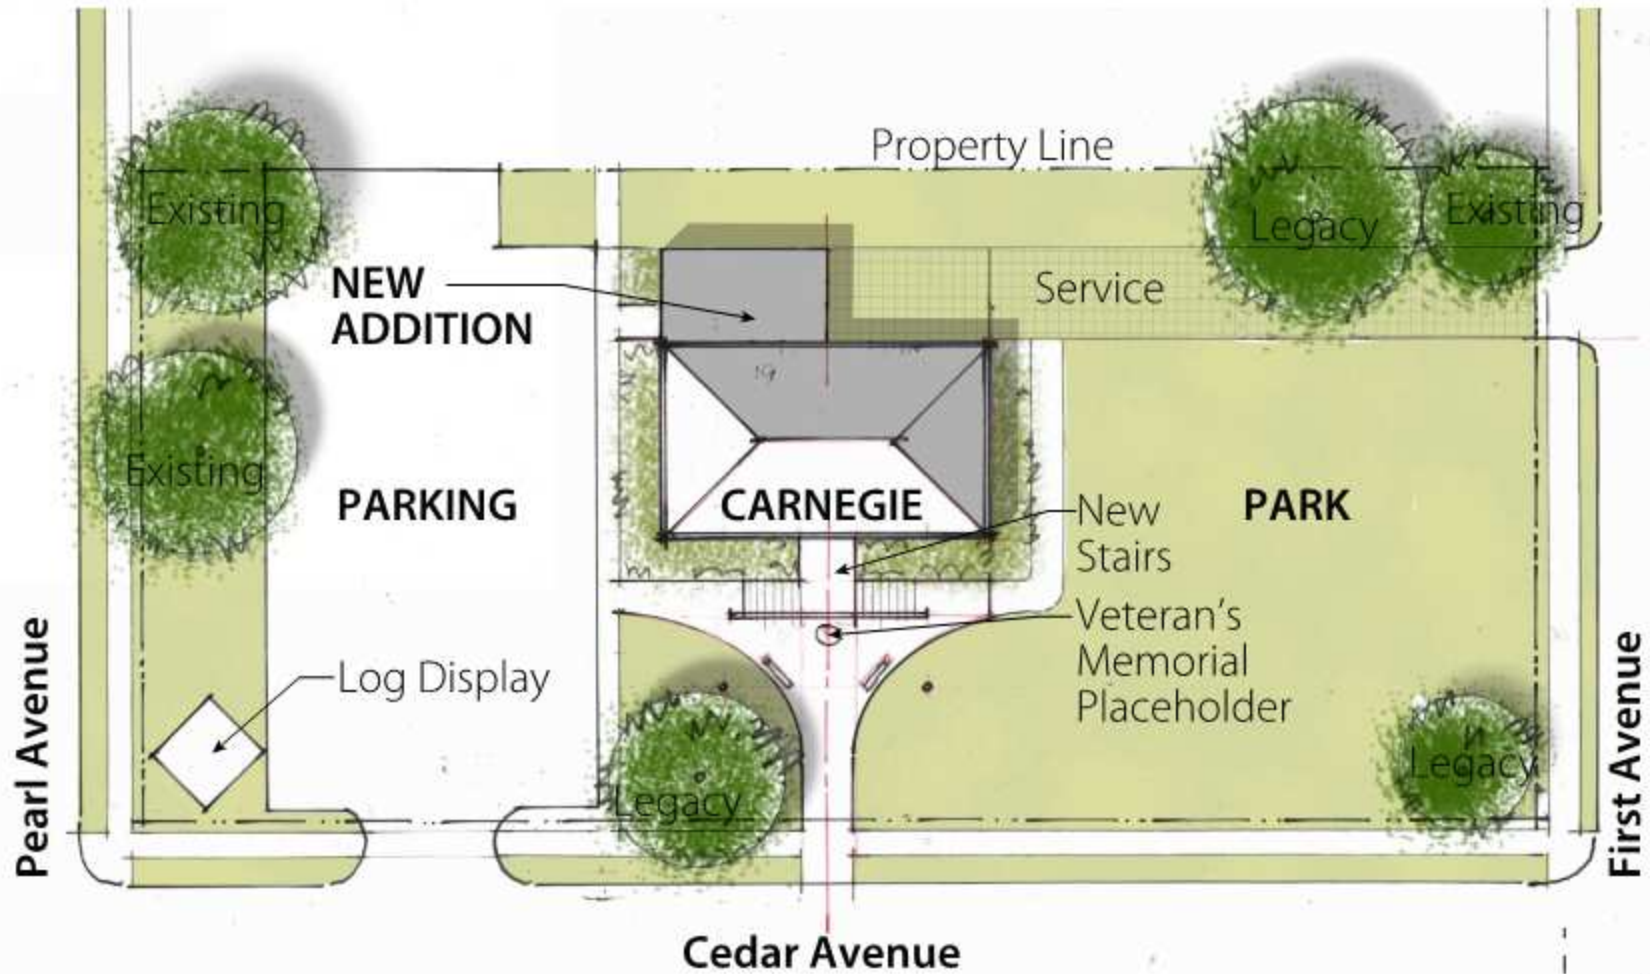 Property Line
Existing
Legacy
Existing
NEW
ADDITION
Service
19
Existing
PARKING
CARNEGIE
New
Stairs
PARK
Veteran's
Memorial
Placeholder
Log Display
Legacy
Legacy
Pearl Avenue
First Avenue
Cedar Avenue